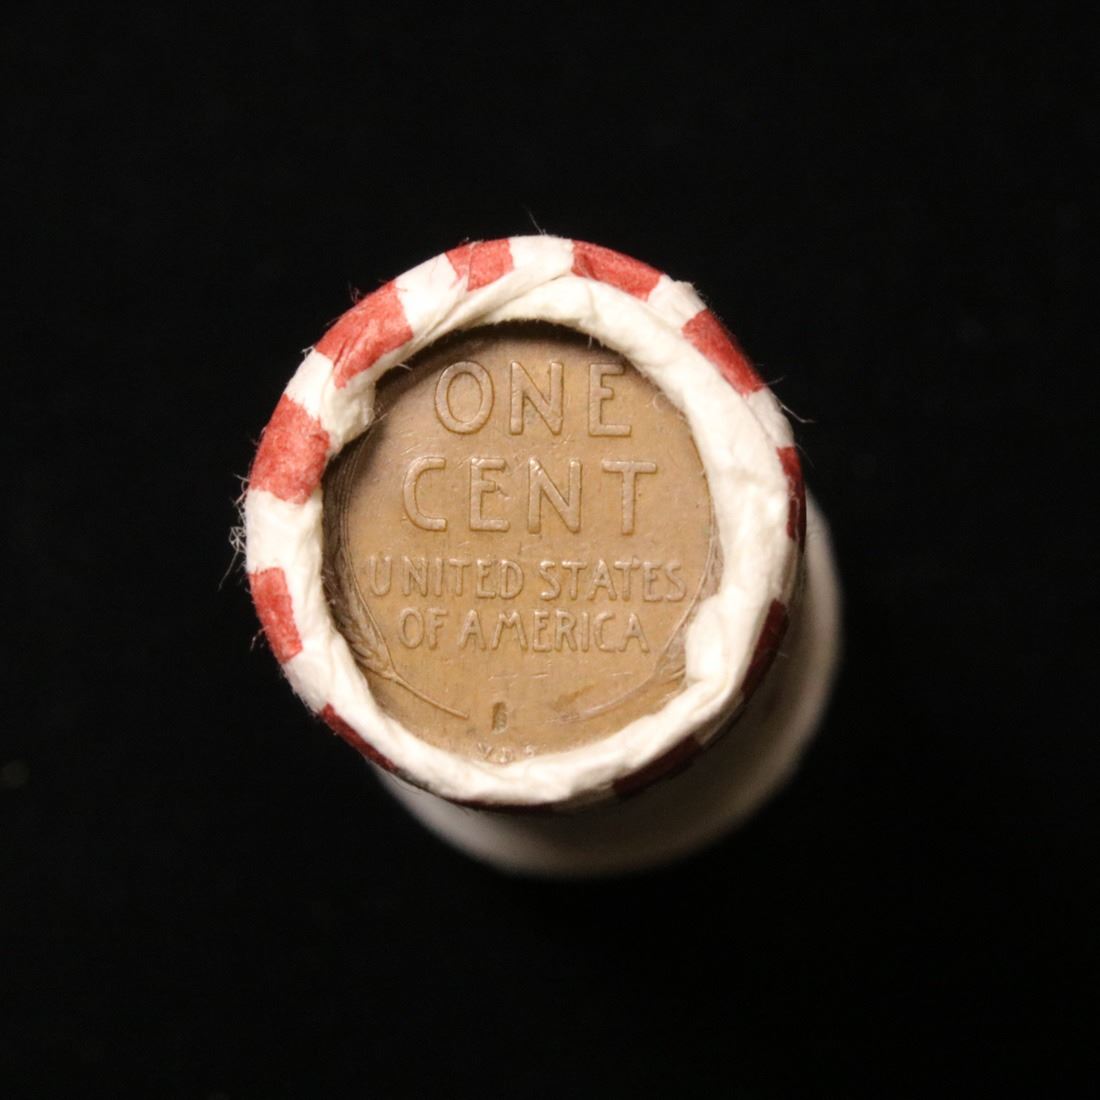 ONE
CENT
UNITED STATES
OF AMERICA